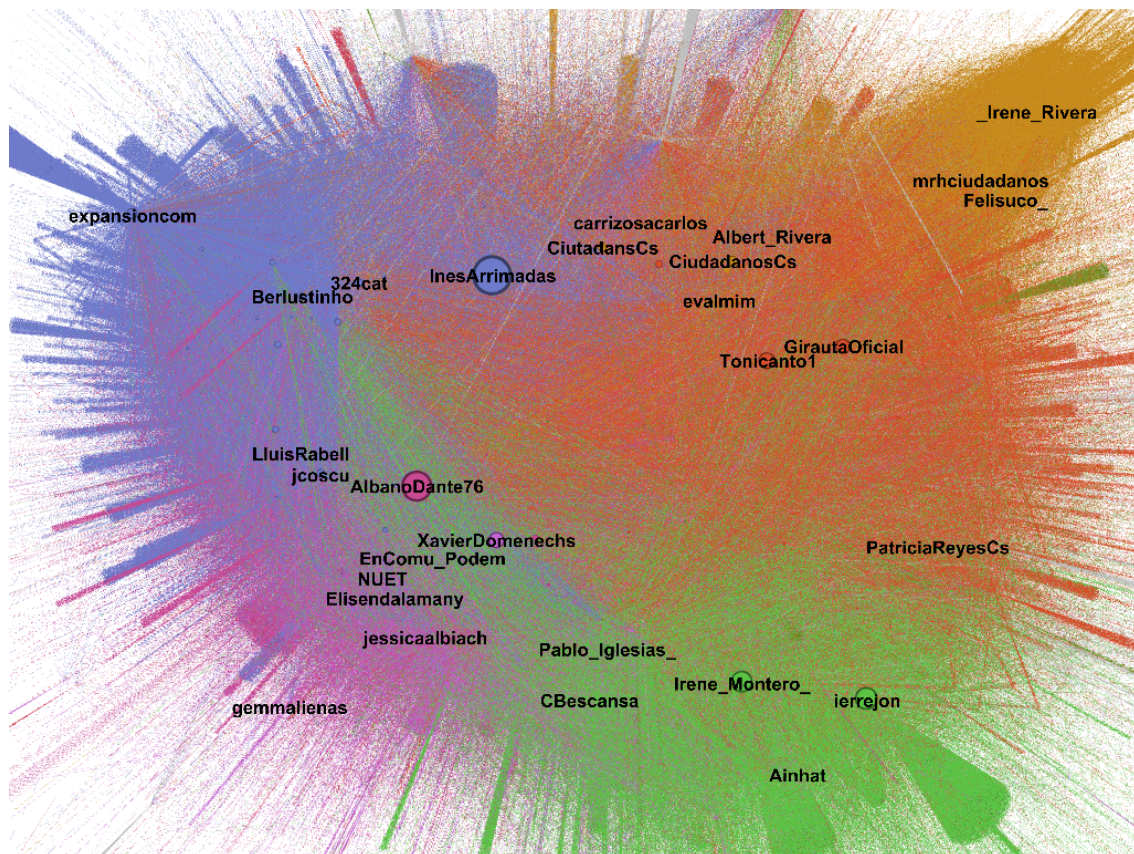 _Irene_Rivera
mrhciudadanos
Felisuco_
expansioncom
carrizosacarlos
Albert_Rivera
CiutadansCs
CiudadanosCs
InesArrimadas
324cat
Berlustinho
evalmim
GirautaOficial
Tonicanto1
LluisRabell
jcoscu
AlbanoDante76
XavierDomenechs
PatriciaReyesCs
EnComu_Podem
NUET
Elisendalamany
jessicaalbiach
Pablo_Iglesias_
Irene_Montero_
CBescansa
ierrejon
gemmalienas
Ainhat